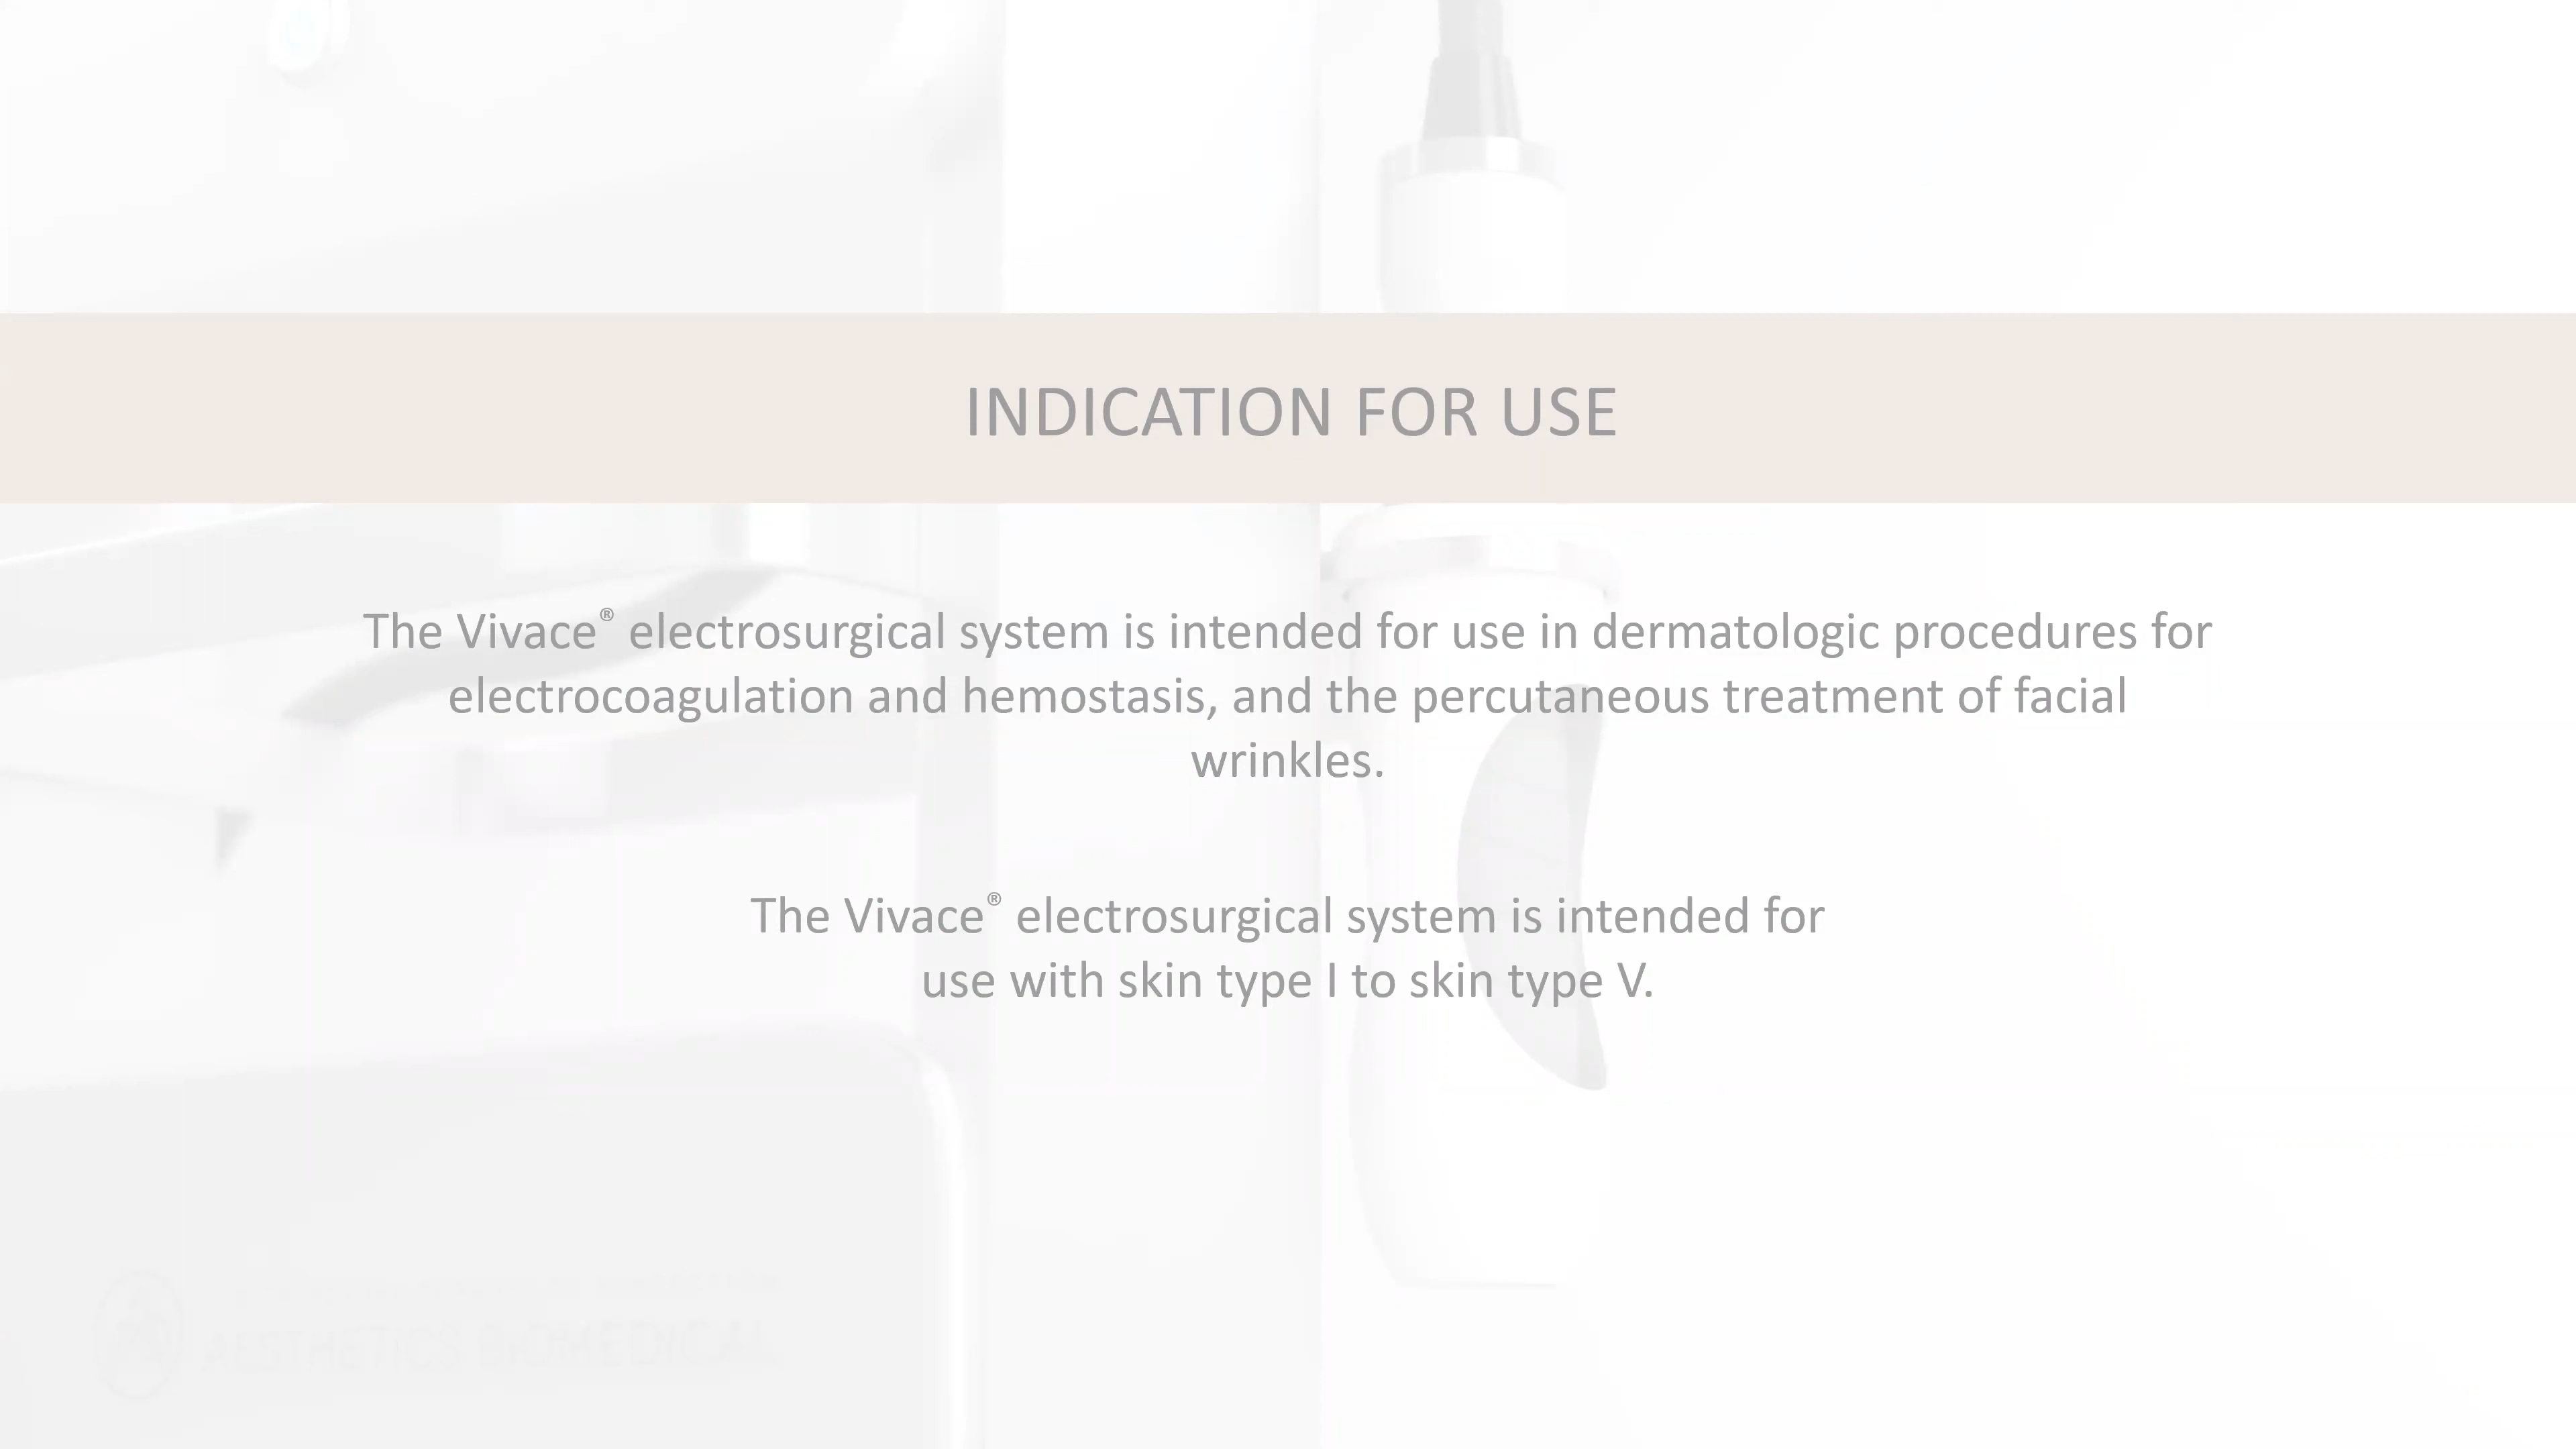 INDICATION FOR USE
The Vivace® electrosurgical system is intended for use in dermatologic procedures for
electrocoagulation and hemostasis, and the percutaneous treatment of facial
wrinkles.
The Vivace® electrosurgical system is intended for
use with skin type I to skin type V.
AESTHETICS BIOMEDICAL